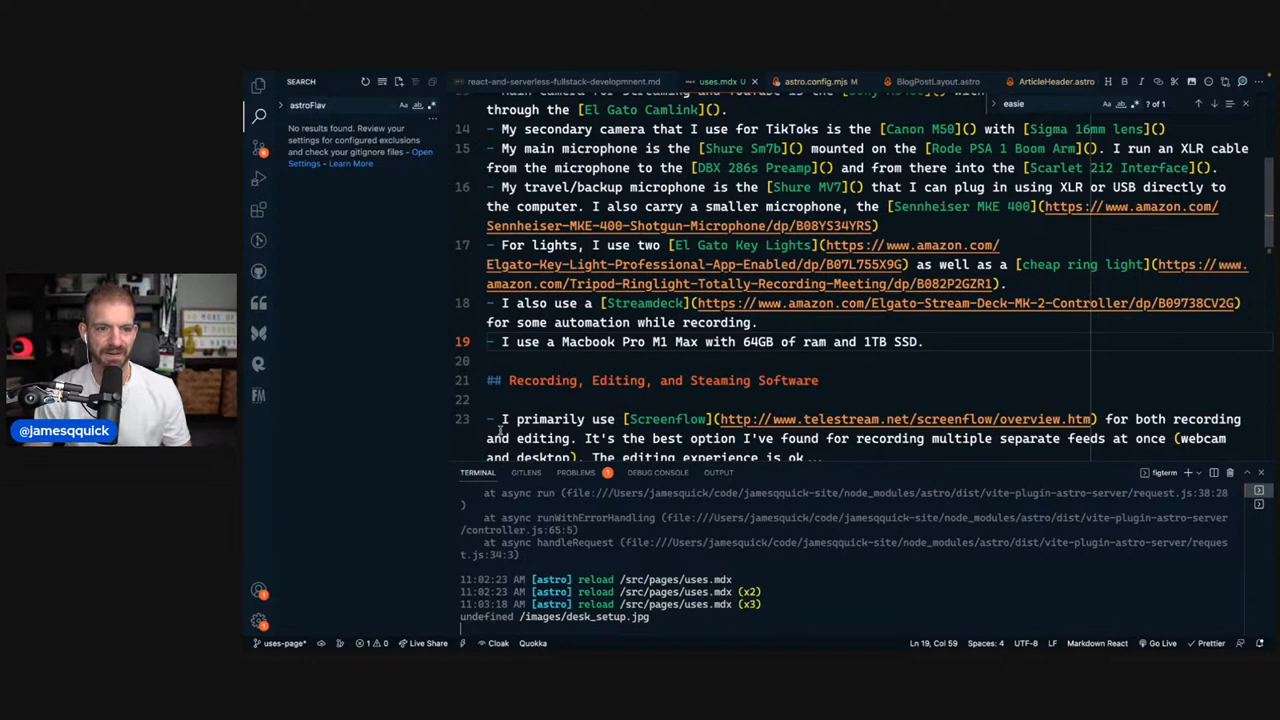 SEARCH
react-and-serverless-fullstack-developmnent.md
uses.mdx U
astro.config.mjs M
BlogPostLayout.astro
ArticleHeader.astro
astroFlav
easie
? of 1
No results found. Review your settings for configured exclusions and check your gitignore files - Open Settings - Learn More
through the [El Gato Camlink]().
14 - My secondary camera that I use for TikToks is the [Canon M50]() with [Sigma 16mm lens]()
15 - My main microphone is the [Shure Sm7b]() mounted on the [Rode PSA 1 Boom Arm](). I run an XLR cable
from the microphone to the [DBX 286s Preamp]() and from there into the [Scarlet 2i2 Interface]().
16 - My travel/backup microphone is the [Shure MV7]() that I can plug in using XLR or USB directly to
the computer. I also carry a smaller microphone, the [Sennheiser MKE 400](https://www.amazon.com/
Sennheiser-MKE-400-Shotgun-Microphone/dp/B08YS34YRS)
17 - For lights, I use two [El Gato Key Lights](https://www.amazon.com/
Elgato-Key-Light-Professional-App-Enabled/dp/B07L755X9G) as well as a [cheap ring light](https://www.
amazon.com/Tripod-Ringlight-Totally-Recording-Meeting/dp/B082P2GZR1).
18 - I also use a [Streamdeck](https://www.amazon.com/Elgato-Stream-Deck-MK-2-Controller/dp/B09738CV2G)
for some automation while recording.
19 - I use a Macbook Pro M1 Max with 64GB of ram and 1TB SSD.
20
21 ## Recording, Editing, and Steaming Software
22
23 - I primarily use [Screenflow](http://www.telestream.net/screenflow/overview.htm) for both recording
and editing. It's the best option I've found for recording multiple separate feeds at once (webcam
and desktop). The editing experience is ok...
@jamesqquick
TERMINAL GITLENS PROBLEMS 1 DEBUG CONSOLE OUTPUT
figterm
at async run (file:///Users/jamesquick/code/jamesqquick-site/node_modules/astro/dist/vite-plugin-astro-server/request.js:38:28
)
at async runWithErrorHandling (file:///Users/jamesquick/code/jamesqquick-site/node_modules/astro/dist/vite-plugin-astro-server
/controller.js:65:5)
at async handleRequest (file:///Users/jamesquick/code/jamesqquick-site/node_modules/astro/dist/vite-plugin-astro-server/reques
t.js:34:3)
11:02:23 AM [astro] reload /src/pages/uses.mdx
11:02:23 AM [astro] reload /src/pages/uses.mdx (x2)
11:03:18 AM [astro] reload /src/pages/uses.mdx (x3)
undefined /images/desk_setup.jpg
uses-page* 1 0 Live Share Cloak Quokka Ln 19, Col 59 Spaces: 4 UTF-8 LF Markdown React Go Live Prettier